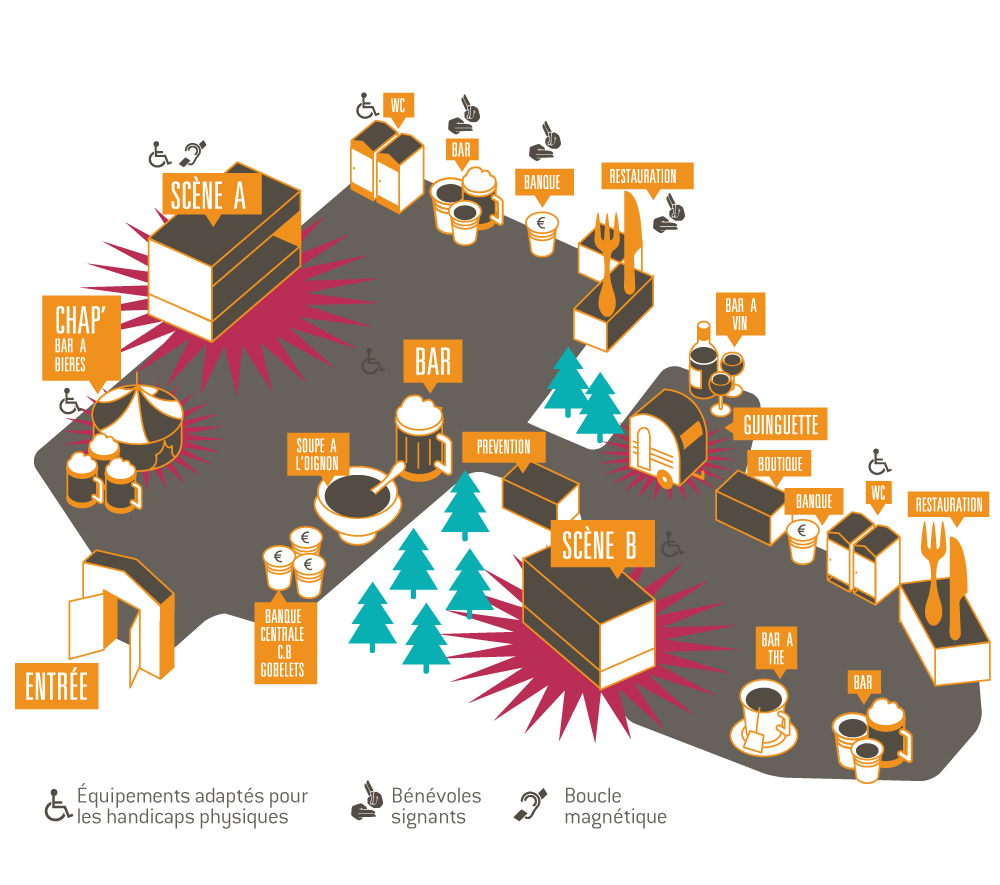 WC
BAR
BANQUE
€
RESTAURATION
SCÈNE A
CHAP'
BAR A
BIERES
BAR
BAR A
VIN
GUINGUETTE
SOUPE A
L'OIGNON
PREVENTION
BOUTIQUE
BANQUE
€
WC
RESTAURATION
SCÈNE B
€
€
€
BANQUE
CENTRALE
C.B
GOBELETS
ENTRÉE
BAR A
THE
BAR
Équipements adaptés pour
les handicaps physiques
Bénévoles
signants
Boucle
magnétique